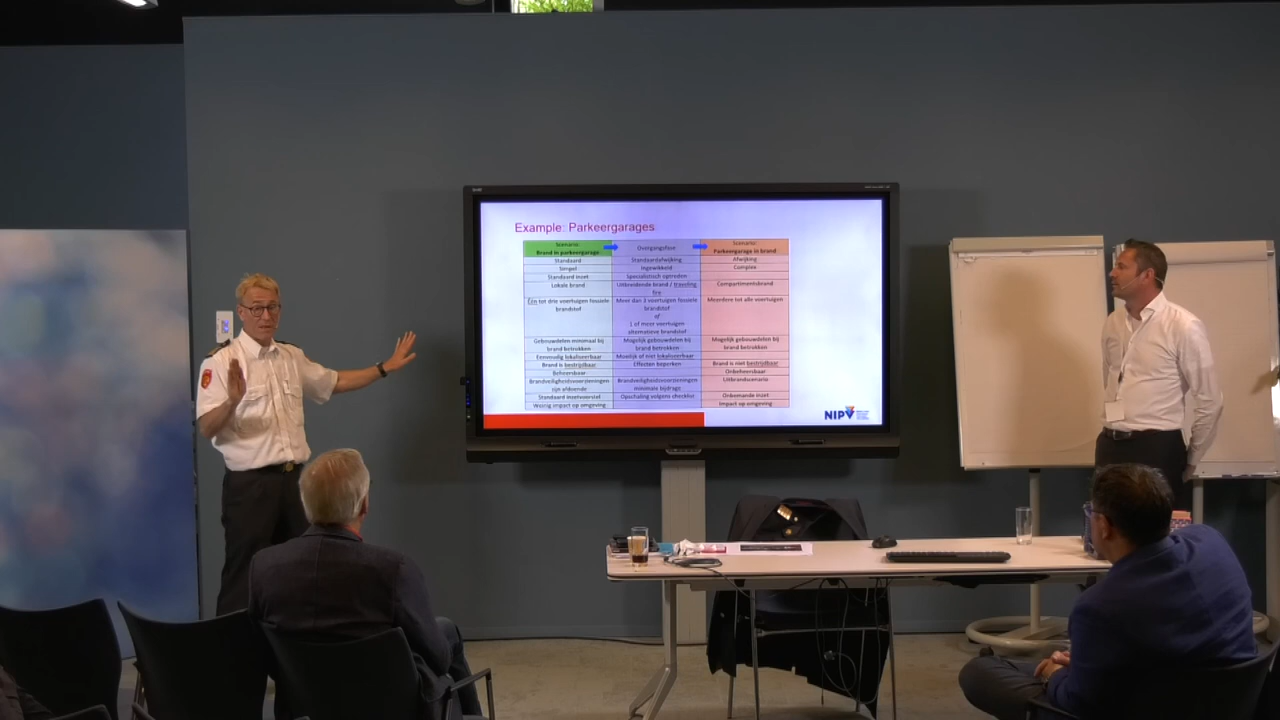 Example: Parkeergarages
Scenario:
Brand in parkeergarage
Overgangsfase
Scenario:
Parkeergarage in brand
Standaard
Standaardafwijking
Afwijking
Simpel
Ingewikkeld
Complex
Standaard inzet
Specialistisch optreden
Lokale brand
Uitbreidende brand / traveling
fire
Compartimentsbrand
Één tot drie voertuigen fossiele
brandstof
Meer dan 3 voertuigen fossiele
brandstof
of
1 of meer voertuigen
alternatieve brandstof
Meerdere tot alle voertuigen
Gebouwdelen minimaal bij
brand betrokken
Mogelijk gebouwdelen bij
brand betrokken
Mogelijk gebouwdelen bij
brand betrokken
Eenvoudig lokaliseerbaar
Moeilijk of niet lokaliseerbaar
Brand is bestrijdbaar
Effecten beperken
Brand is niet bestrijdbaar
Beheersbaar
Onbeheersbaar
Brandveiligheidsvoorzieningen
zijn afdoende
Brandveiligheidsvoorzieningen
minimale bijdrage
Uitbrandscenario
Standaard inzetvoorstel
Opschaling volgens checklist
Onbemande inzet
Weinig impact op omgeving
Impact op omgeving
NIPV